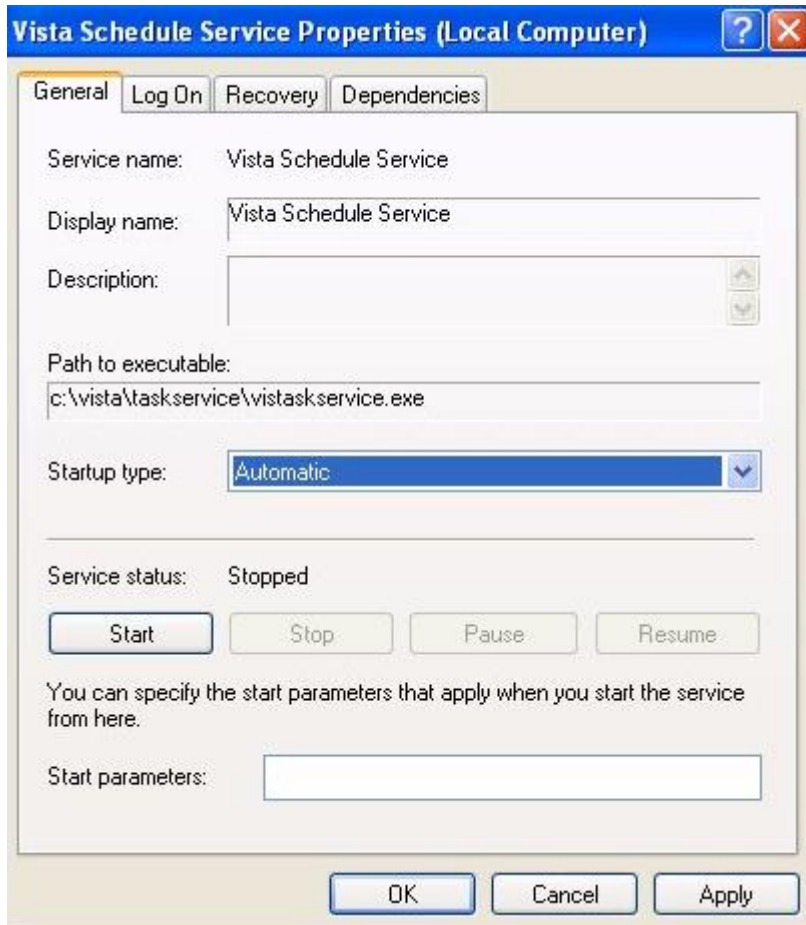 Vista Schedule Service Properties (Local Computer)
General Log On Recovery Dependencies
Service name: Vista Schedule Service
Display name: Vista Schedule Service
Description:
Path to executable:
c:\vista\taskservice\vistaskservice.exe
Startup type: Automatic
Service status: Stopped
Start Stop Pause Resume
You can specify the start parameters that apply when you start the service
from here.
Start parameters:
OK Cancel Apply